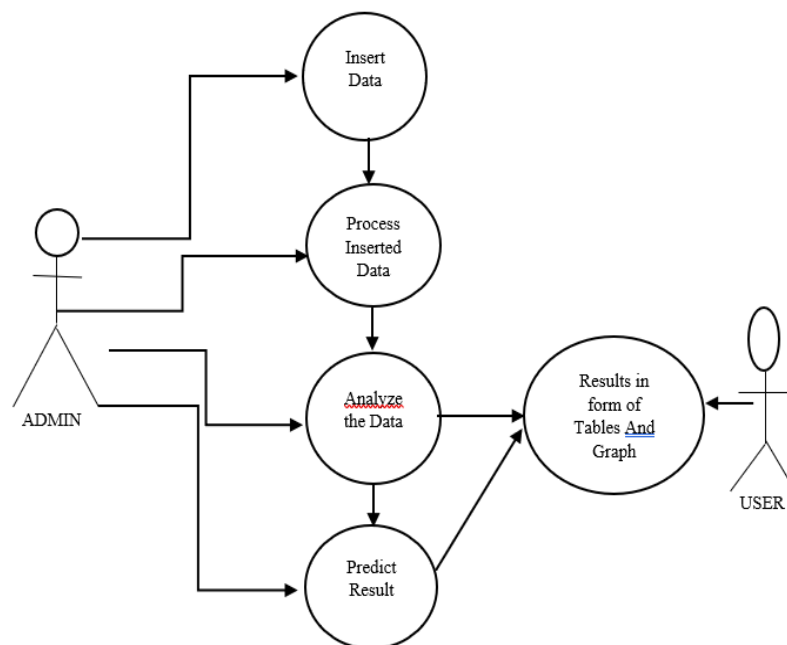 Insert
Data
Process
Inserted
Data
Analyze
the Data
Predict
Result
Results in
form of
Tables And
Graph
ADMIN
USER